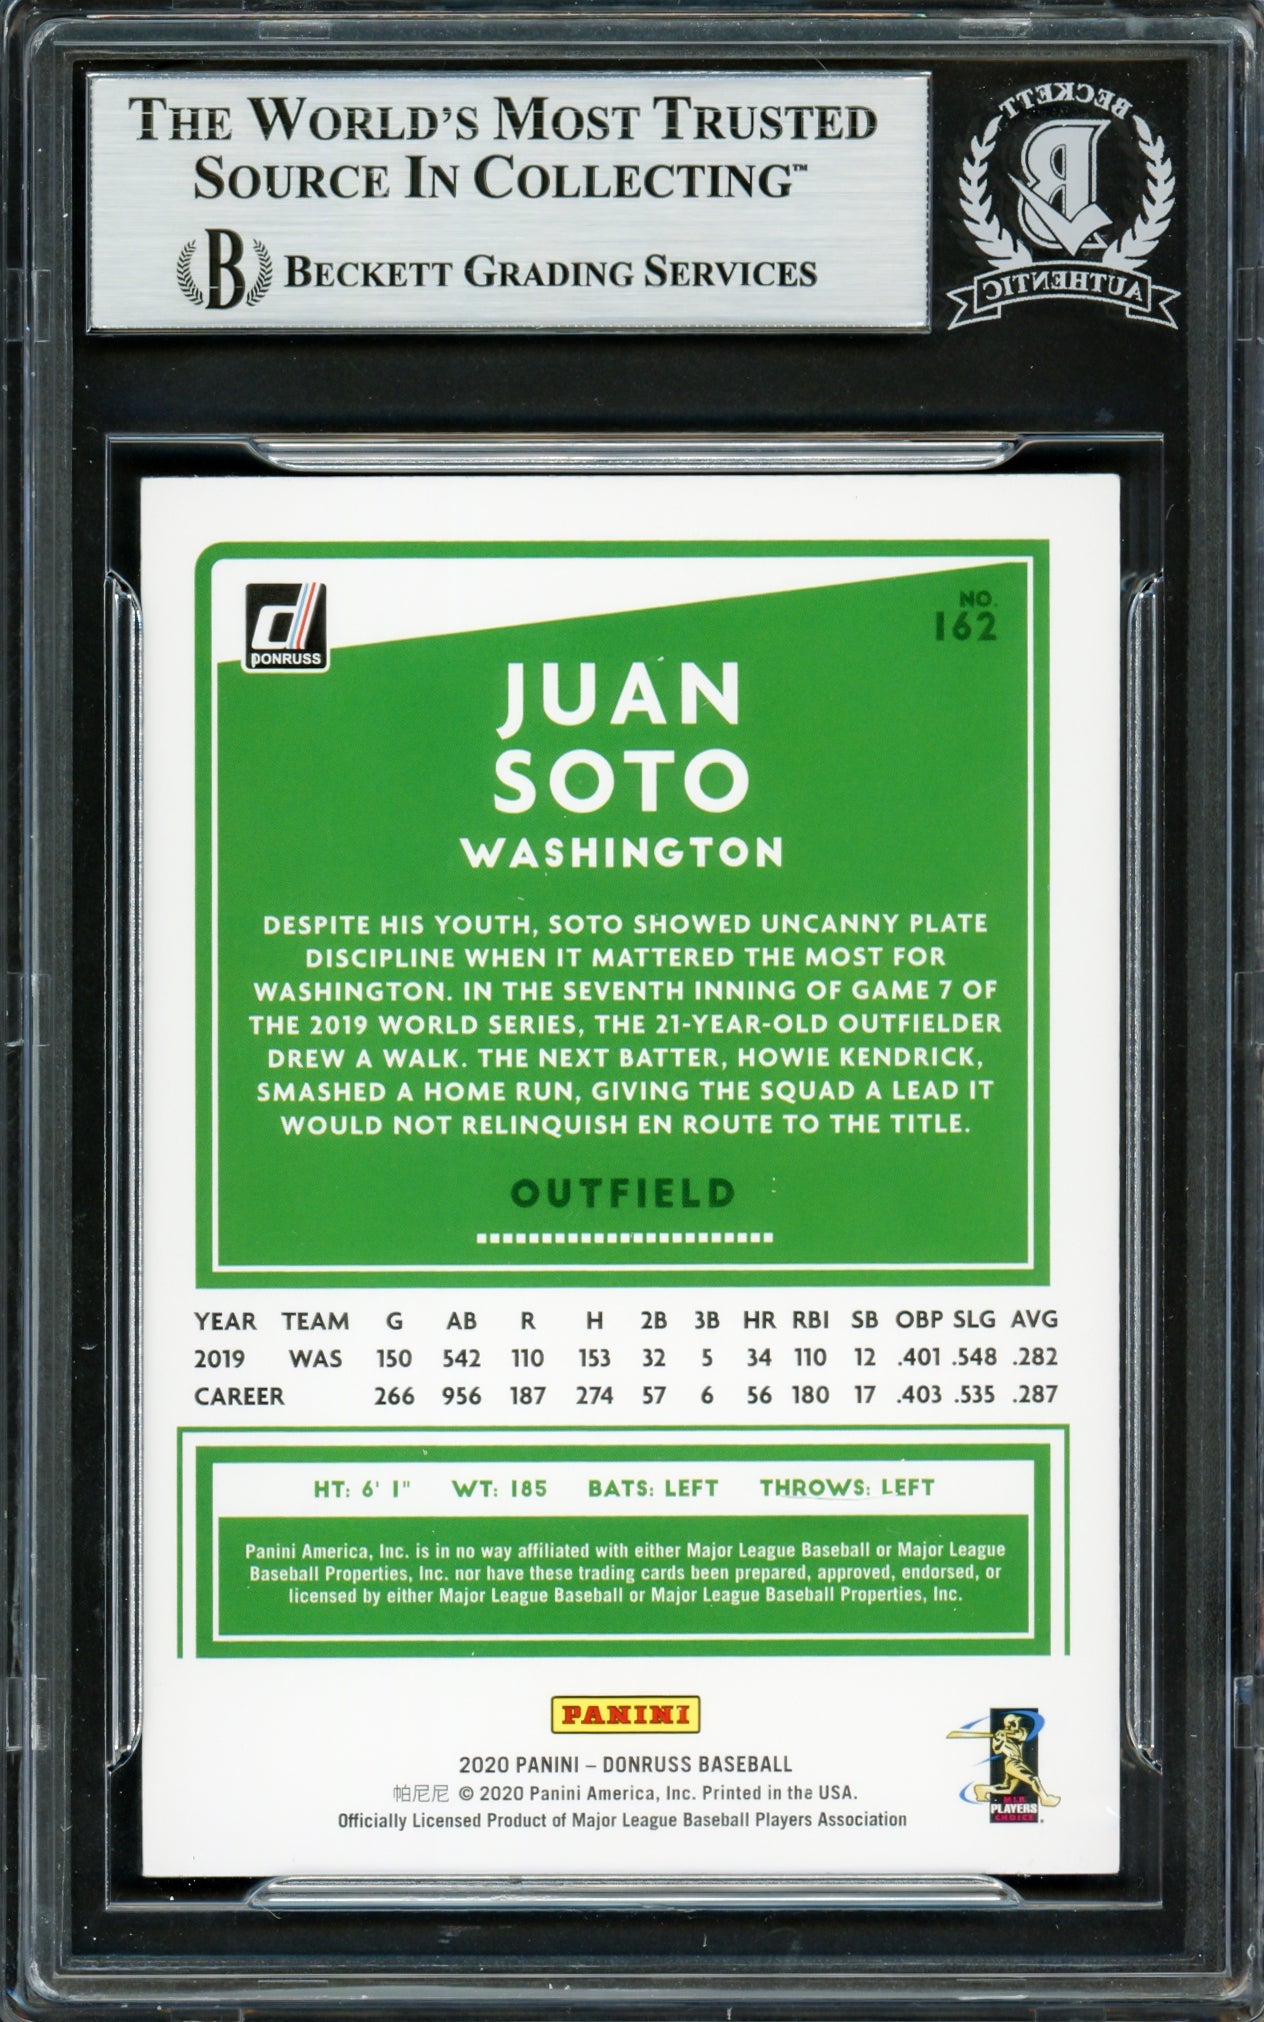 THE WORLD'S MOST TRUSTED
SOURCE IN COLLECTING™
B BECKETT GRADING SERVICES
BECKETT
B
AUTHENTIC
d
DONRUSS
NO.
162
JUAN
SOTO
WASHINGTON
DESPITE HIS YOUTH, SOTO SHOWED UNCANNY PLATE
DISCIPLINE WHEN IT MATTERED THE MOST FOR
WASHINGTON. IN THE SEVENTH INNING OF GAME 7 OF
THE 2019 WORLD SERIES, THE 21-YEAR-OLD OUTFIELDER
DREW A WALK. THE NEXT BATTER, HOWIE KENDRICK,
SMASHED A HOME RUN, GIVING THE SQUAD A LEAD IT
WOULD NOT RELINQUISH EN ROUTE TO THE TITLE.
OUTFIELD
YEAR TEAM G AB R H 2B 3B HR RBI SB OBP SLG AVG
2019 WAS 150 542 110 153 32 5 34 110 12 .401 .548 .282
CAREER 266 956 187 274 57 6 56 180 17 .403 .535 .287
HT: 6' 1" WT: 185 BATS: LEFT THROWS: LEFT
Panini America, Inc. is in no way affiliated with either Major League Baseball or Major League
Baseball Properties, Inc. nor have these trading cards been prepared, approved, endorsed, or
licensed by either Major League Baseball or Major League Baseball Properties, Inc.
PANINI
2020 PANINI – DONRUSS BASEBALL
帕尼尼 © 2020 Panini America, Inc. Printed in the USA.
Officially Licensed Product of Major League Baseball Players Association
MLB
PLAYERS
CHOICE